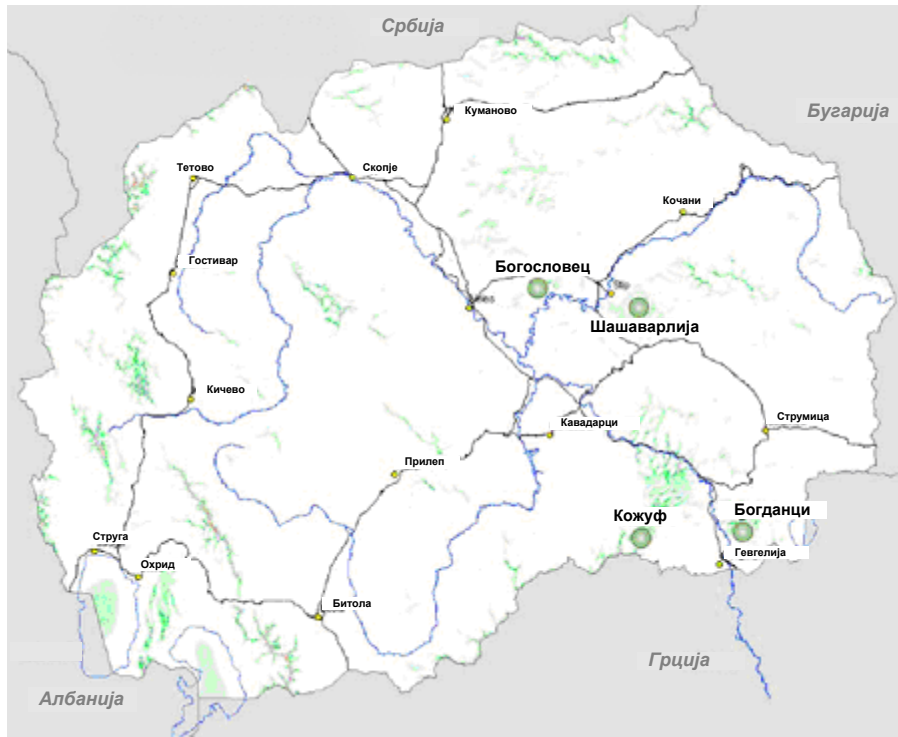 Србија
Бугарија
Куманово
Тетово
Скопје
Кочани
Гостивар
Богословец
Шашаварлија
Кичево
Струмица
Кавадарци
Прилеп
Кожуф
Богданци
Струга
Гевгелија
Охрид
Битола
Грција
Албанија